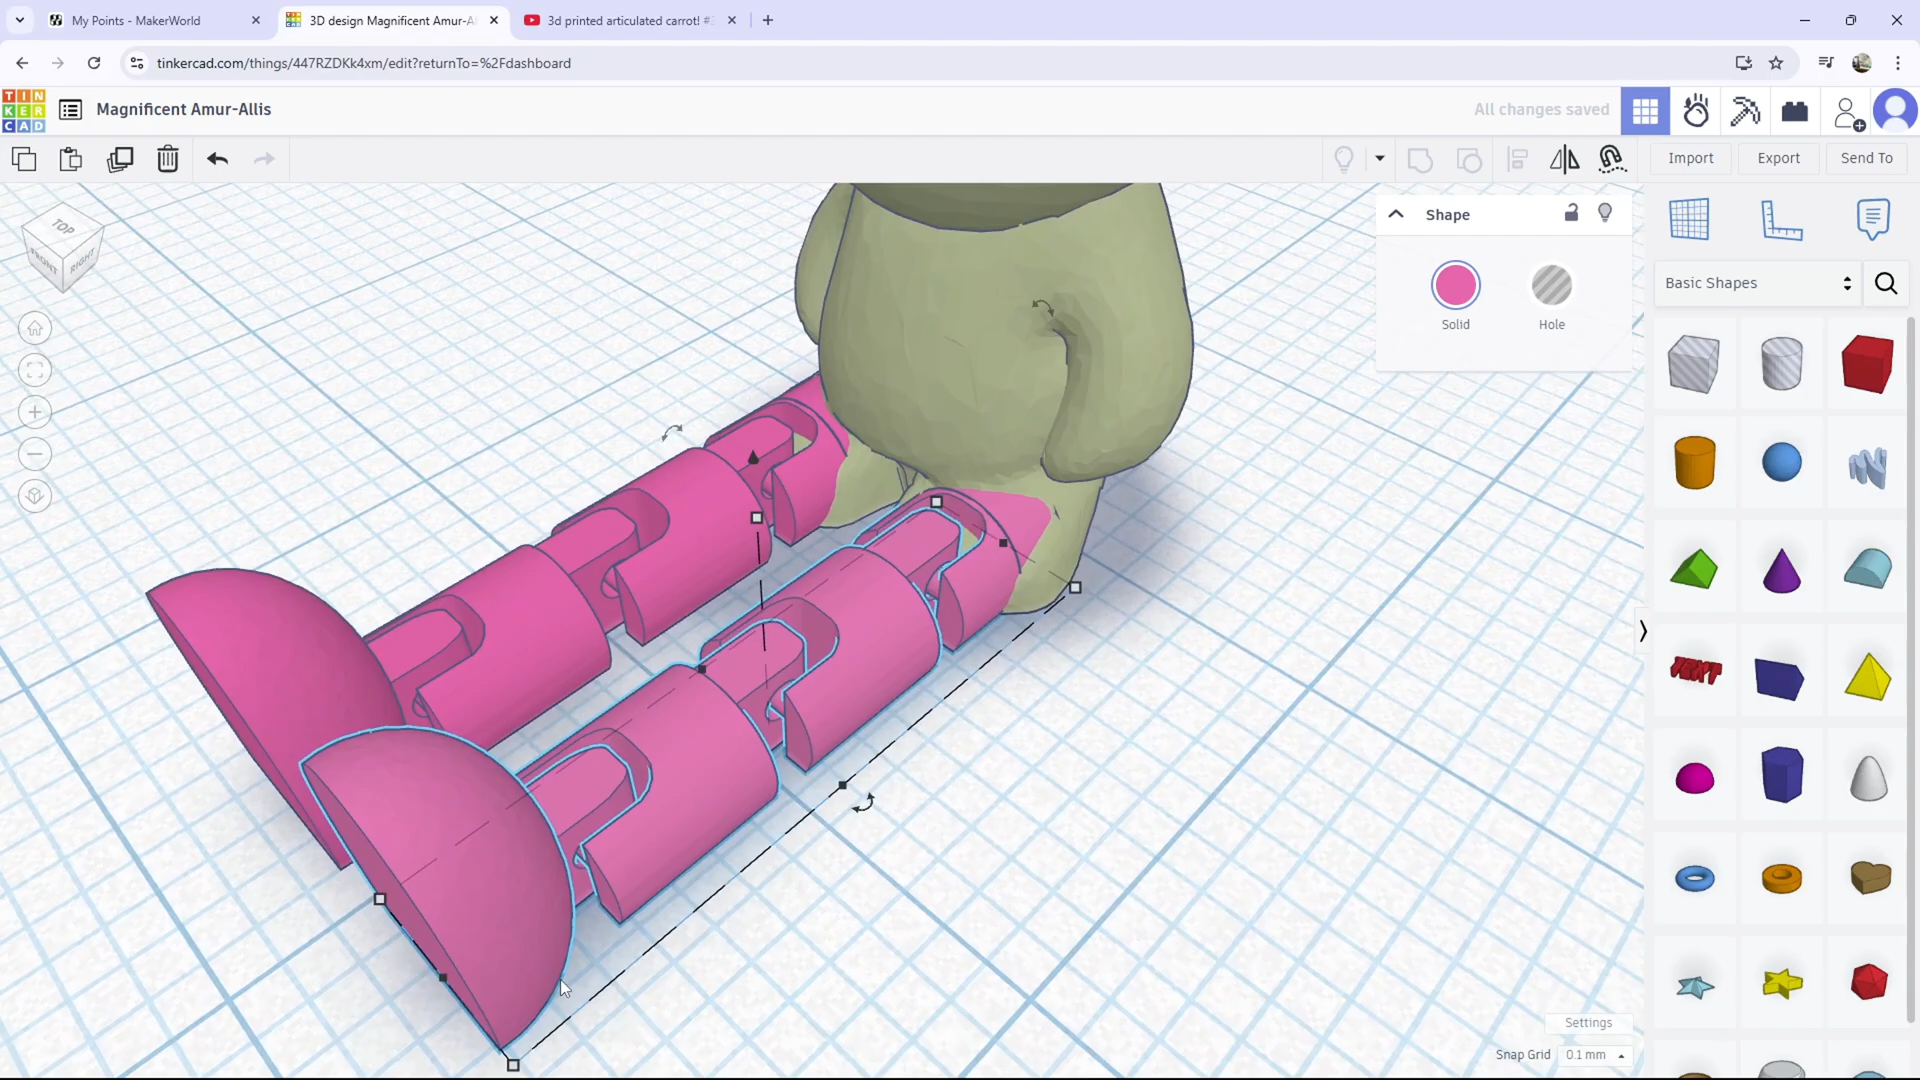 My Points - MakerWorld
3D design Magnificent Amur-A
3d printed articulated carrot! #
tinkercad.com/things/447RZDKk4xm/edit?returnTo=%2Fdashboard
TIN
KER
CAD
Magnificent Amur-Allis
All changes saved
Import
Export
Send To
TOP
FRONT
RIGHT
Shape
Solid
Hole
Basic Shapes
TEXT
Settings
Snap Grid
0.1 mm